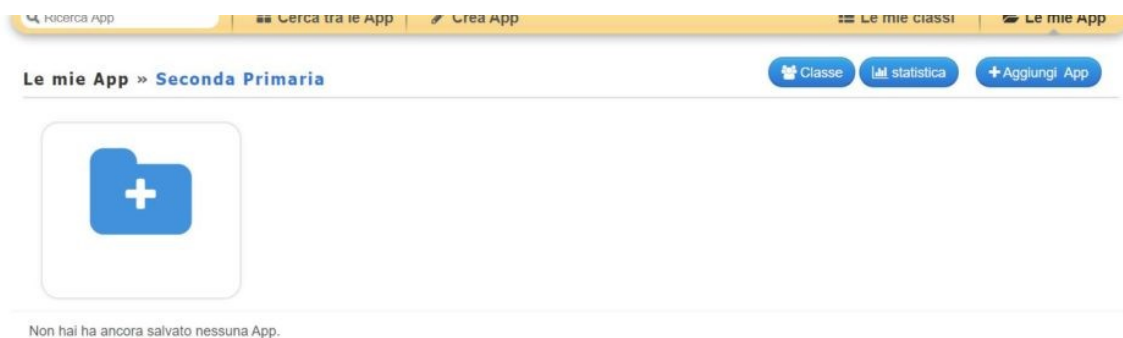 Ricerca App Cerca tra le App Crea App Le mie classi Le mie App
Le mie App » Seconda Primaria Classe statistica Aggiungi App
Non hai ha ancora salvato nessuna App.